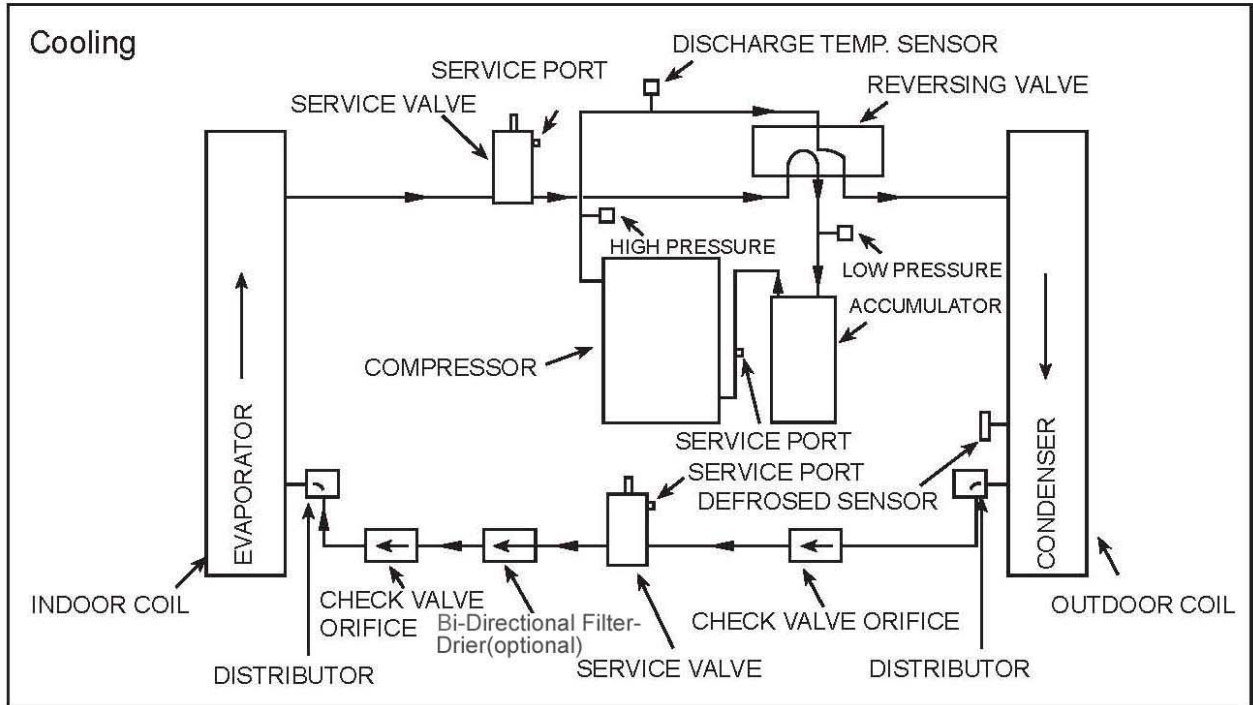 Cooling
DISCHARGE TEMP. SENSOR
SERVICE PORT
REVERSING VALVE
SERVICE VALVE
HIGH PRESSURE
LOW PRESSURE
ACCUMULATOR
COMPRESSOR
EVAPORATOR
CONDENSER
SERVICE PORT
SERVICE PORT
DEFROSED SENSOR
INDOOR COIL
CHECK VALVE
ORIFICE
Bi-Directional Filter-
Drier(optional)
SERVICE VALVE
CHECK VALVE ORIFICE
OUTDOOR COIL
DISTRIBUTOR
DISTRIBUTOR